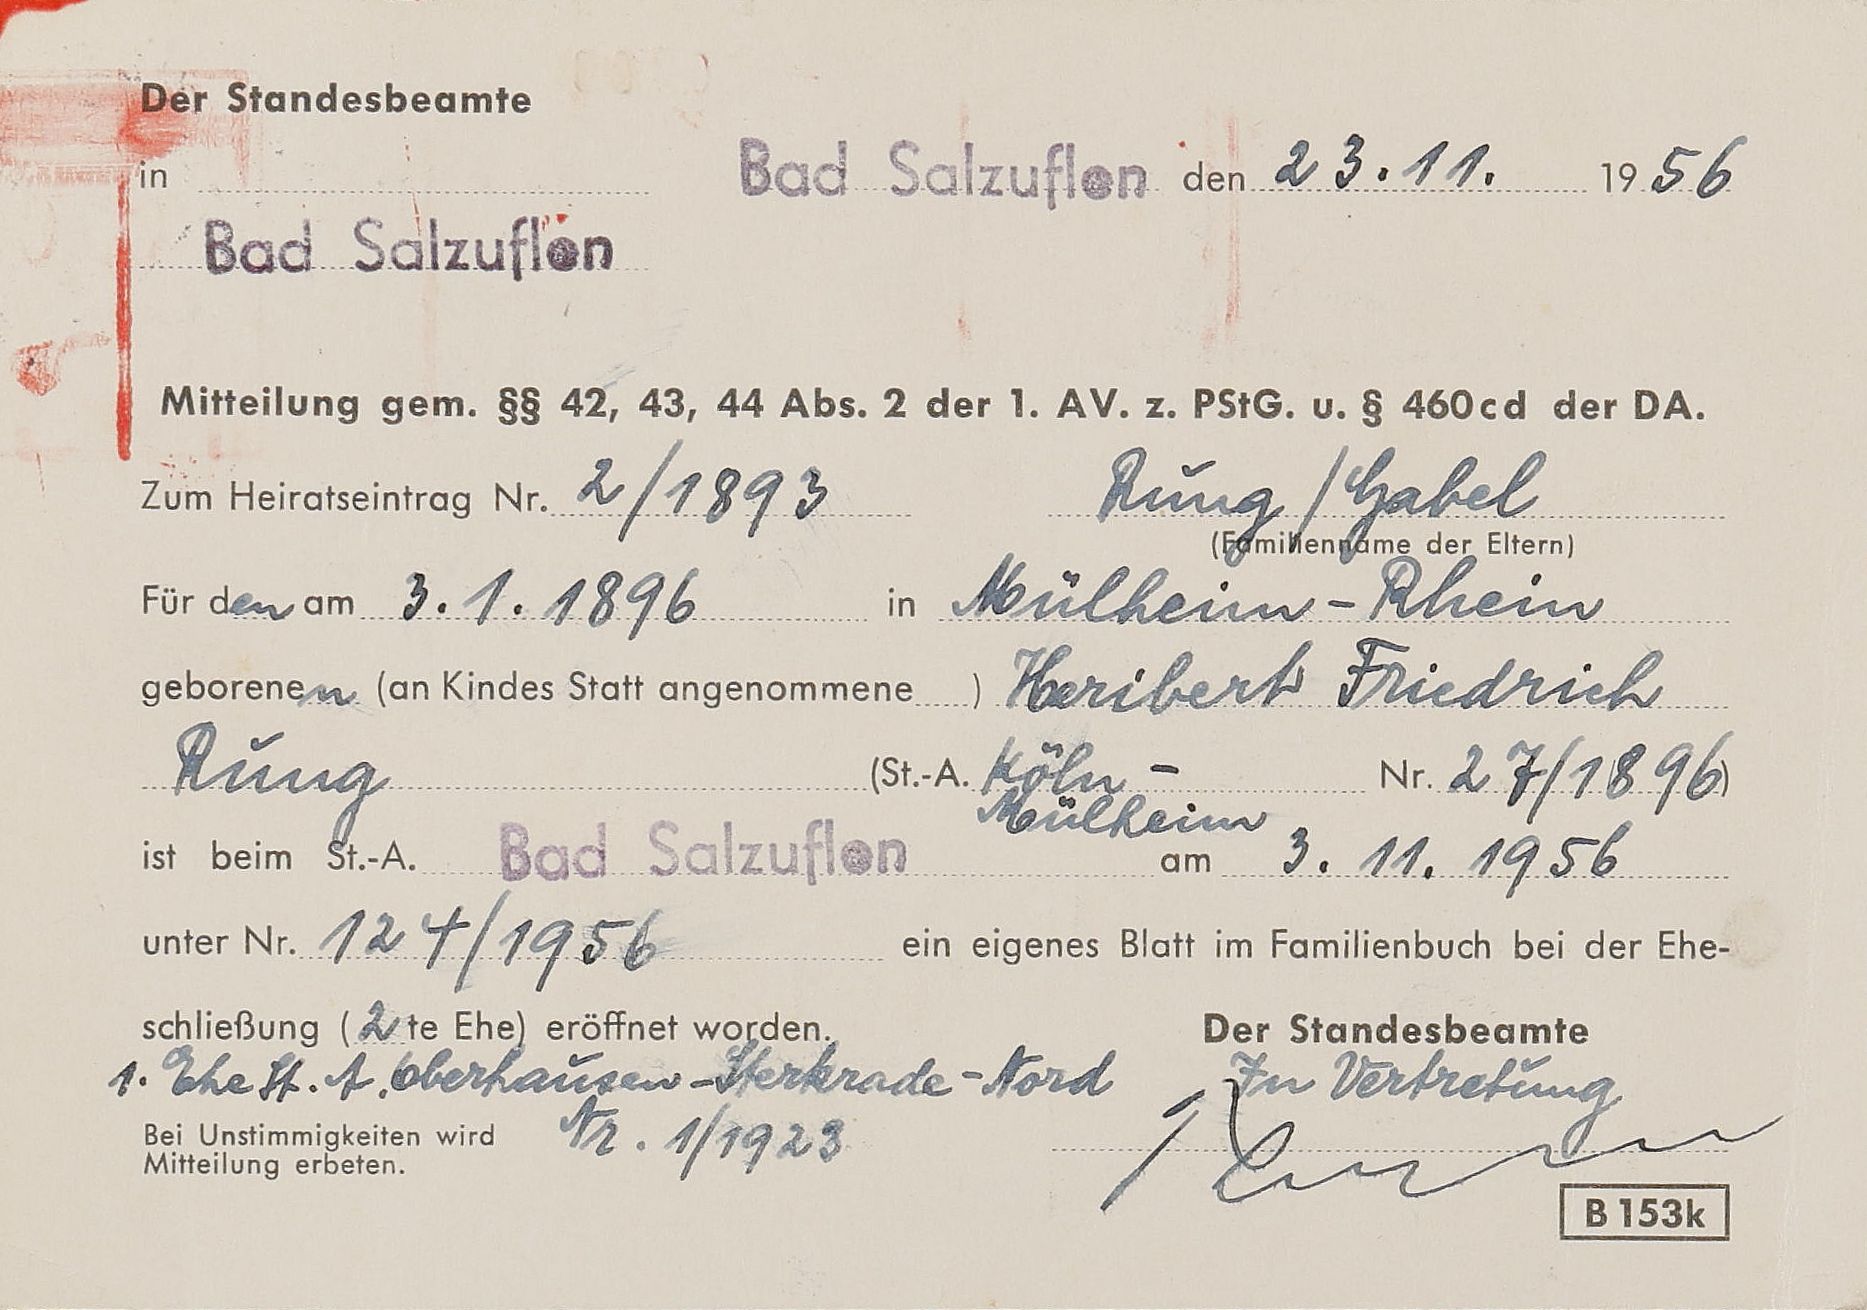 Der Standesbeamte
in Bad Salzuflen den 23.11. 1956
Bad Salzuflen
Mitteilung gem. §§ 42, 43, 44 Abs. 2 der 1. AV. z. PStG. u. § 460cd der DA.
Zum Heiratseintrag Nr. 2/1893 Rung / Gabel
(Familienname der Eltern)
Für den am 3.1.1896 in Mülheim-Rhein
geborenen (an Kindes Statt angenommene ) Heribert Friedrich
Rung (St.-A. Köln- Nr. 27/1896)
Mülheim
ist beim St.-A. Bad Salzuflen am 3.11.1956
unter Nr. 124/1956 ein eigenes Blatt im Familienbuch bei der Ehe-
schließung (2te Ehe) eröffnet worden. Der Standesbeamte
1. Ehe St. A. Oberhausen-Sterkrade-Nord In Vertretung
Bei Unstimmigkeiten wird Nr. 1/1923
Mitteilung erbeten.
B 153k